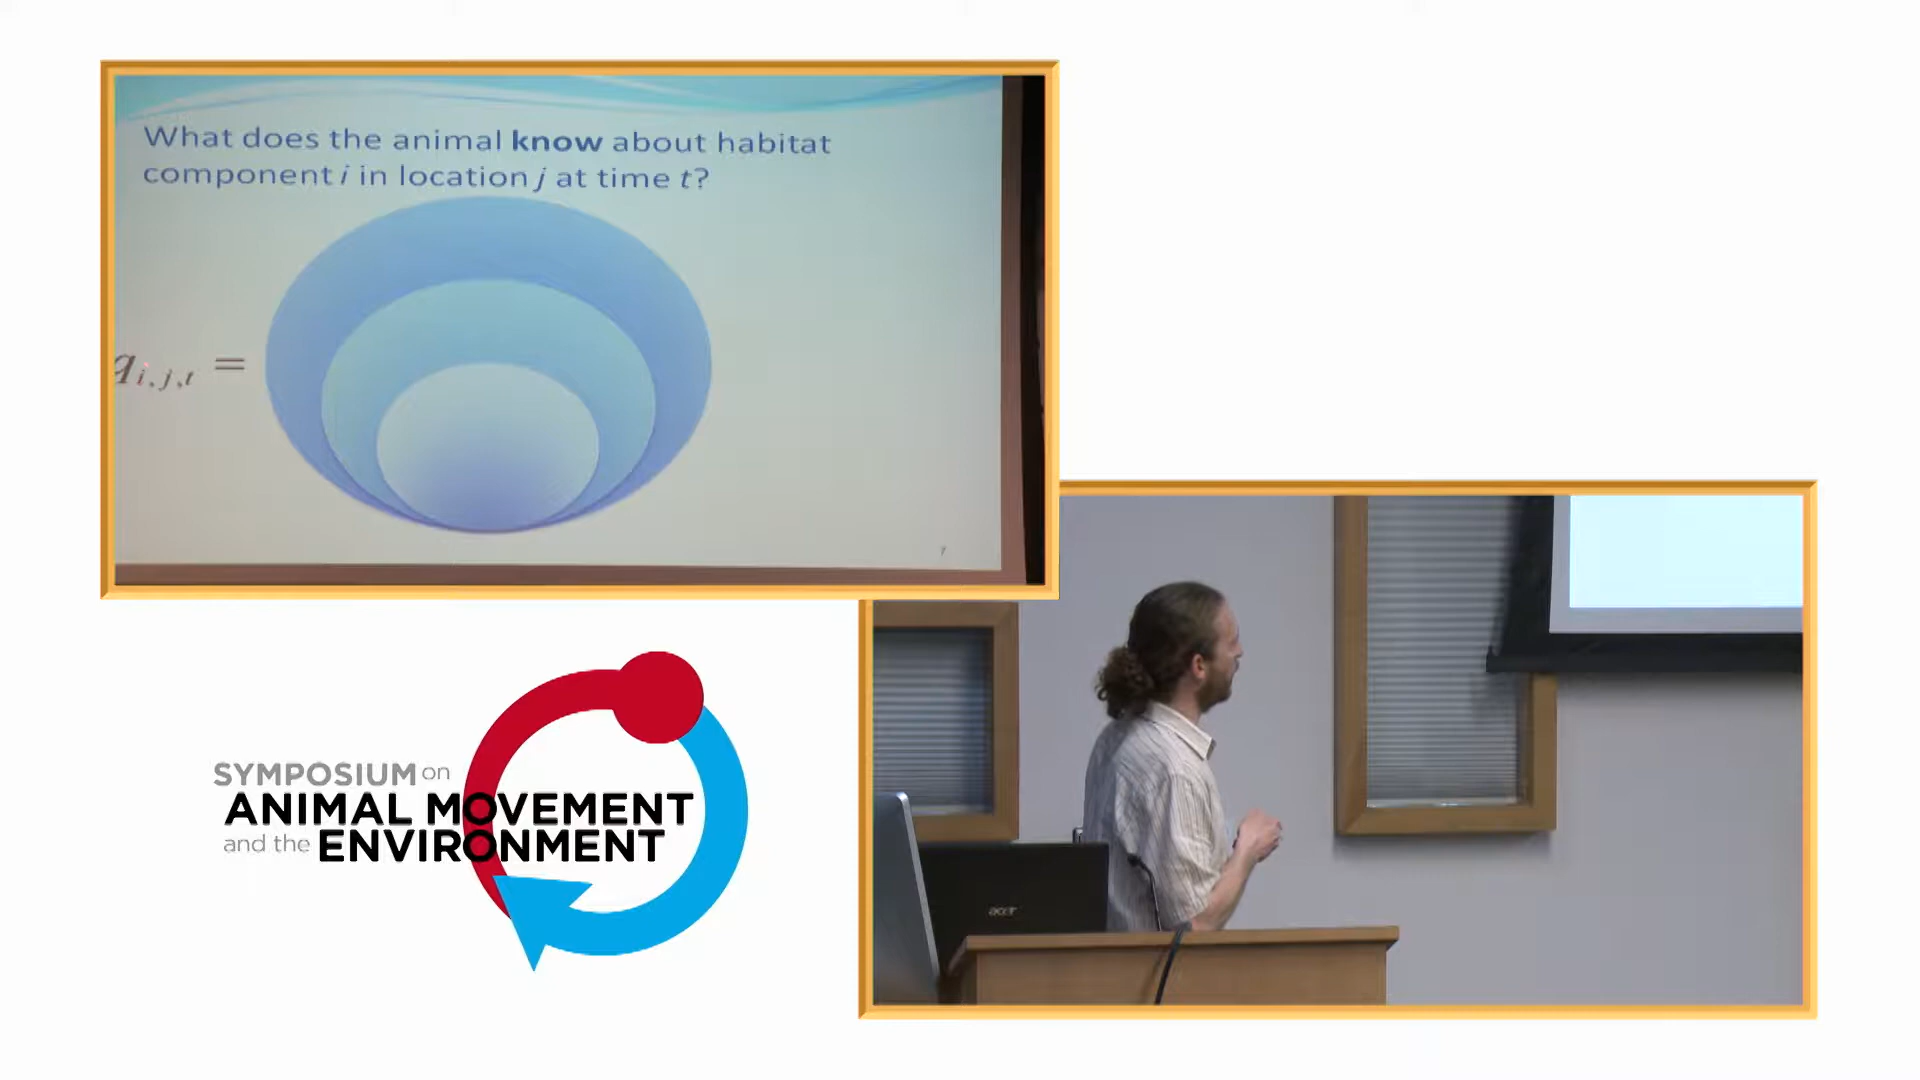 What does the animal know about habitat
component i in location j at time t?
q i,j,t =
7
SYMPOSIUM on
ANIMAL MOVEMENT
and the ENVIRONMENT
acer